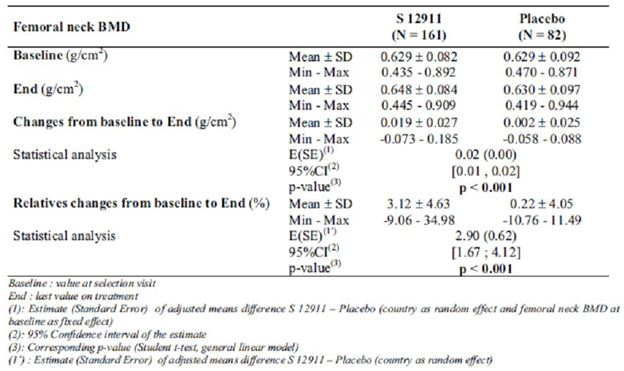 Femoral neck BMD S 12911 (N = 161) Placebo (N = 82)
Baseline (g/cm²) Mean ± SD 0.629 ± 0.082 0.629 ± 0.092
Min - Max 0.435 - 0.892 0.470 - 0.871
End (g/cm²) Mean ± SD 0.648 ± 0.084 0.630 ± 0.097
Min - Max 0.445 - 0.909 0.419 - 0.944
Changes from baseline to End (g/cm²) Mean ± SD 0.019 ± 0.027 0.002 ± 0.025
Min - Max -0.073 - 0.185 -0.058 - 0.088
Statistical analysis E(SE)(1) 0.02 (0.00)
95%CI(2) [0.01 , 0.02]
p-value(3) p < 0.001
Relatives changes from baseline to End (%) Mean ± SD 3.12 ± 4.63 0.22 ± 4.05
Min - Max -9.06 - 34.98 -10.76 - 11.49
Statistical analysis E(SE)(1') 2.90 (0.62)
95%CI(2) [1.67 ; 4.12]
p-value(3) p < 0.001
Baseline : value at selection visit
End : last value on treatment
(1): Estimate (Standard Error) of adjusted means difference S 12911 – Placebo (country as random effect and femoral neck BMD at
baseline as fixed effect)
(2): 95% Confidence interval of the estimate
(3): Corresponding p-value (Student t-test, general linear model)
(1') : Estimate (Standard Error) of adjusted means difference S 12911 – Placebo (country as random effect)